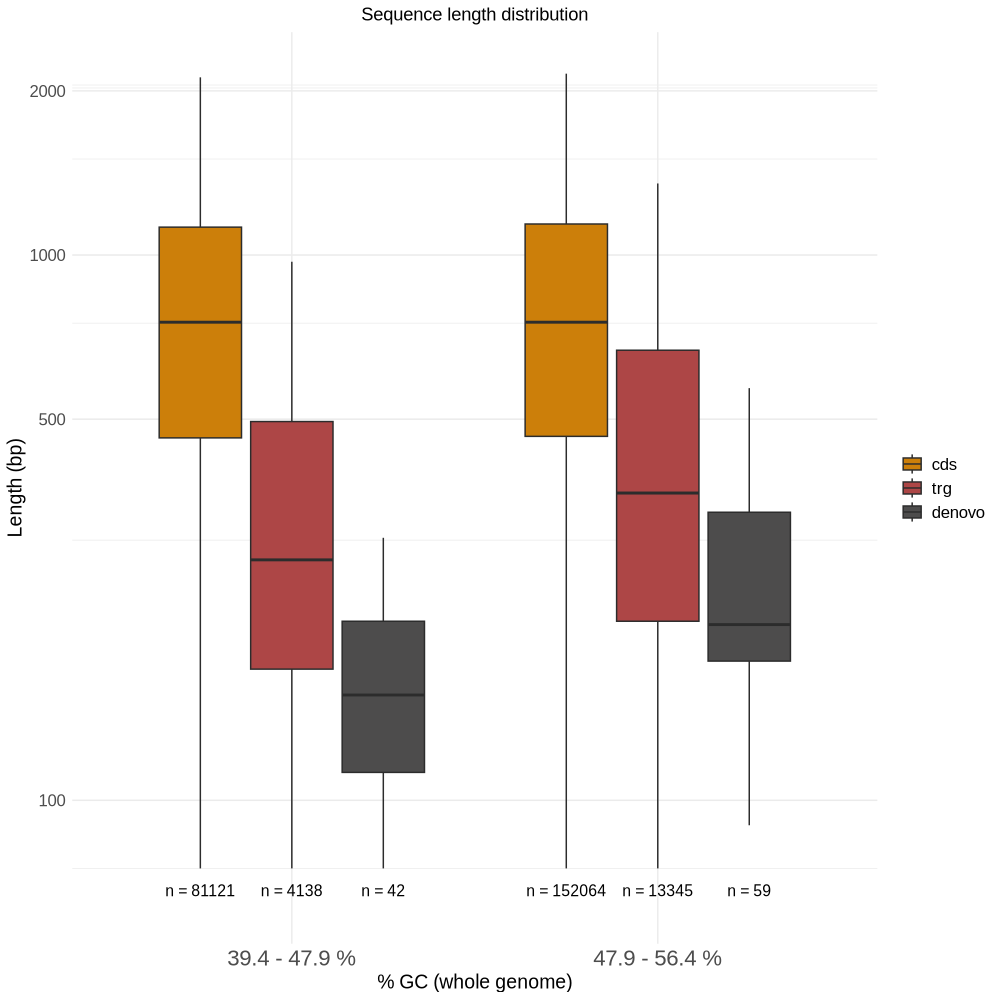 Sequence length distribution
2000
1000
500
100
Length (bp)
n = 81121
n = 4138
n = 42
n = 152064
n = 13345
n = 59
39.4 - 47.9 %
47.9 - 56.4 %
% GC (whole genome)
cds
trg
denovo